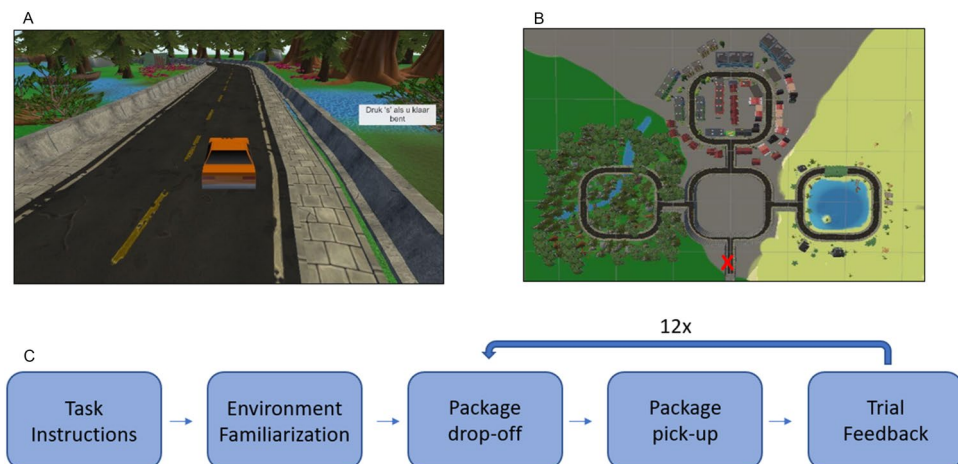 A
B
Druk 's' als u klaar
bent
X
12x
C
Task
Instructions
Environment
Familiarization
Package
drop-off
Package
pick-up
Trial
Feedback